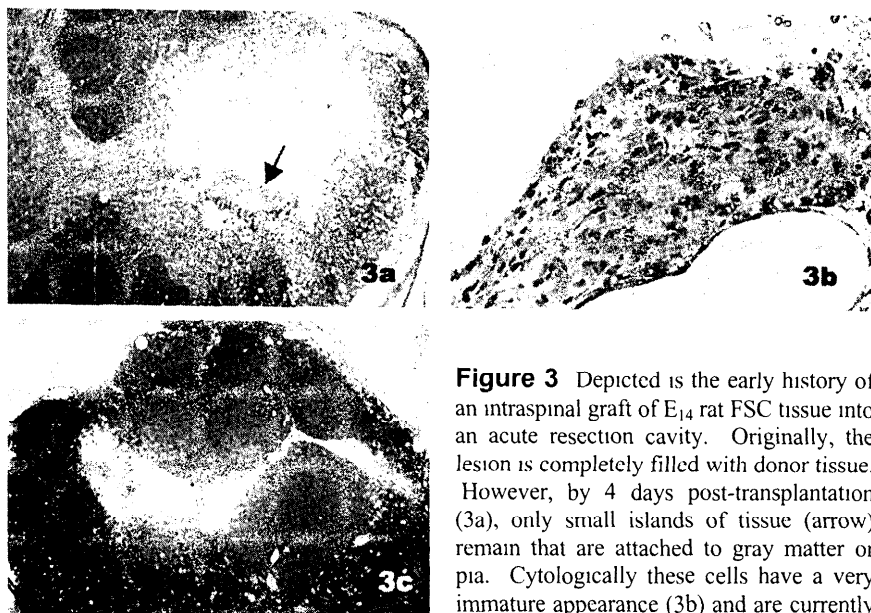 3a
3b
3c
Figure 3 Depicted is the early history of
an intraspinal graft of E14 rat FSC tissue into
an acute resection cavity. Originally, the
lesion is completely filled with donor tissue.
However, by 4 days post-transplantation
(3a), only small islands of tissue (arrow)
remain that are attached to gray matter or
pia. Cytologically these cells have a very
immature appearance (3b) and are currently